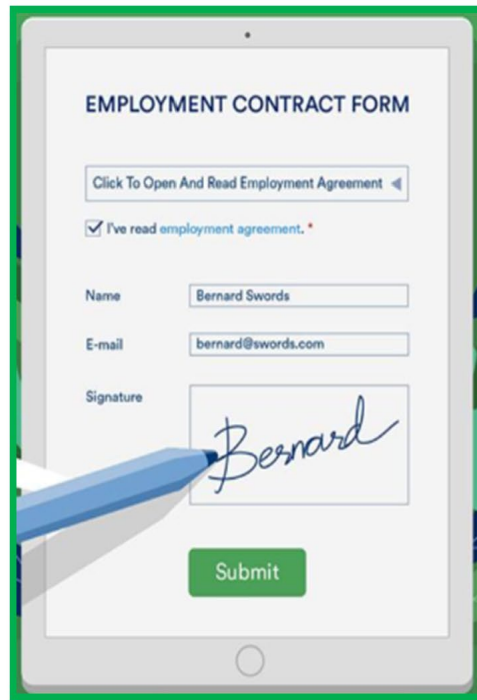 EMPLOYMENT CONTRACT FORM
Click To Open And Read Employment Agreement
I've read employment agreement. *
Name
Bernard Swords
E-mail
bernard@swords.com
Signature
Bernard
Submit